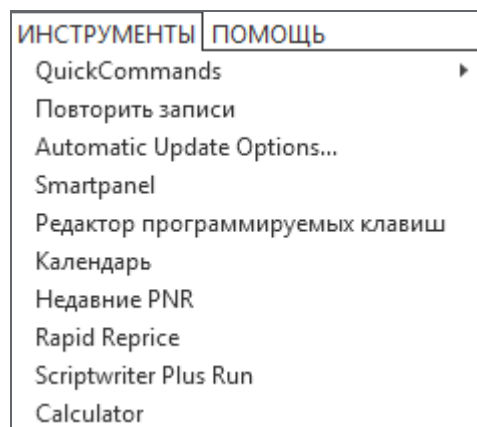 ИНСТРУМЕНТЫ ПОМОЩЬ
QuickCommands
Повторить записи
Automatic Update Options...
Smartpanel
Редактор программируемых клавиш
Календарь
Недавние PNR
Rapid Reprice
Scriptwriter Plus Run
Calculator